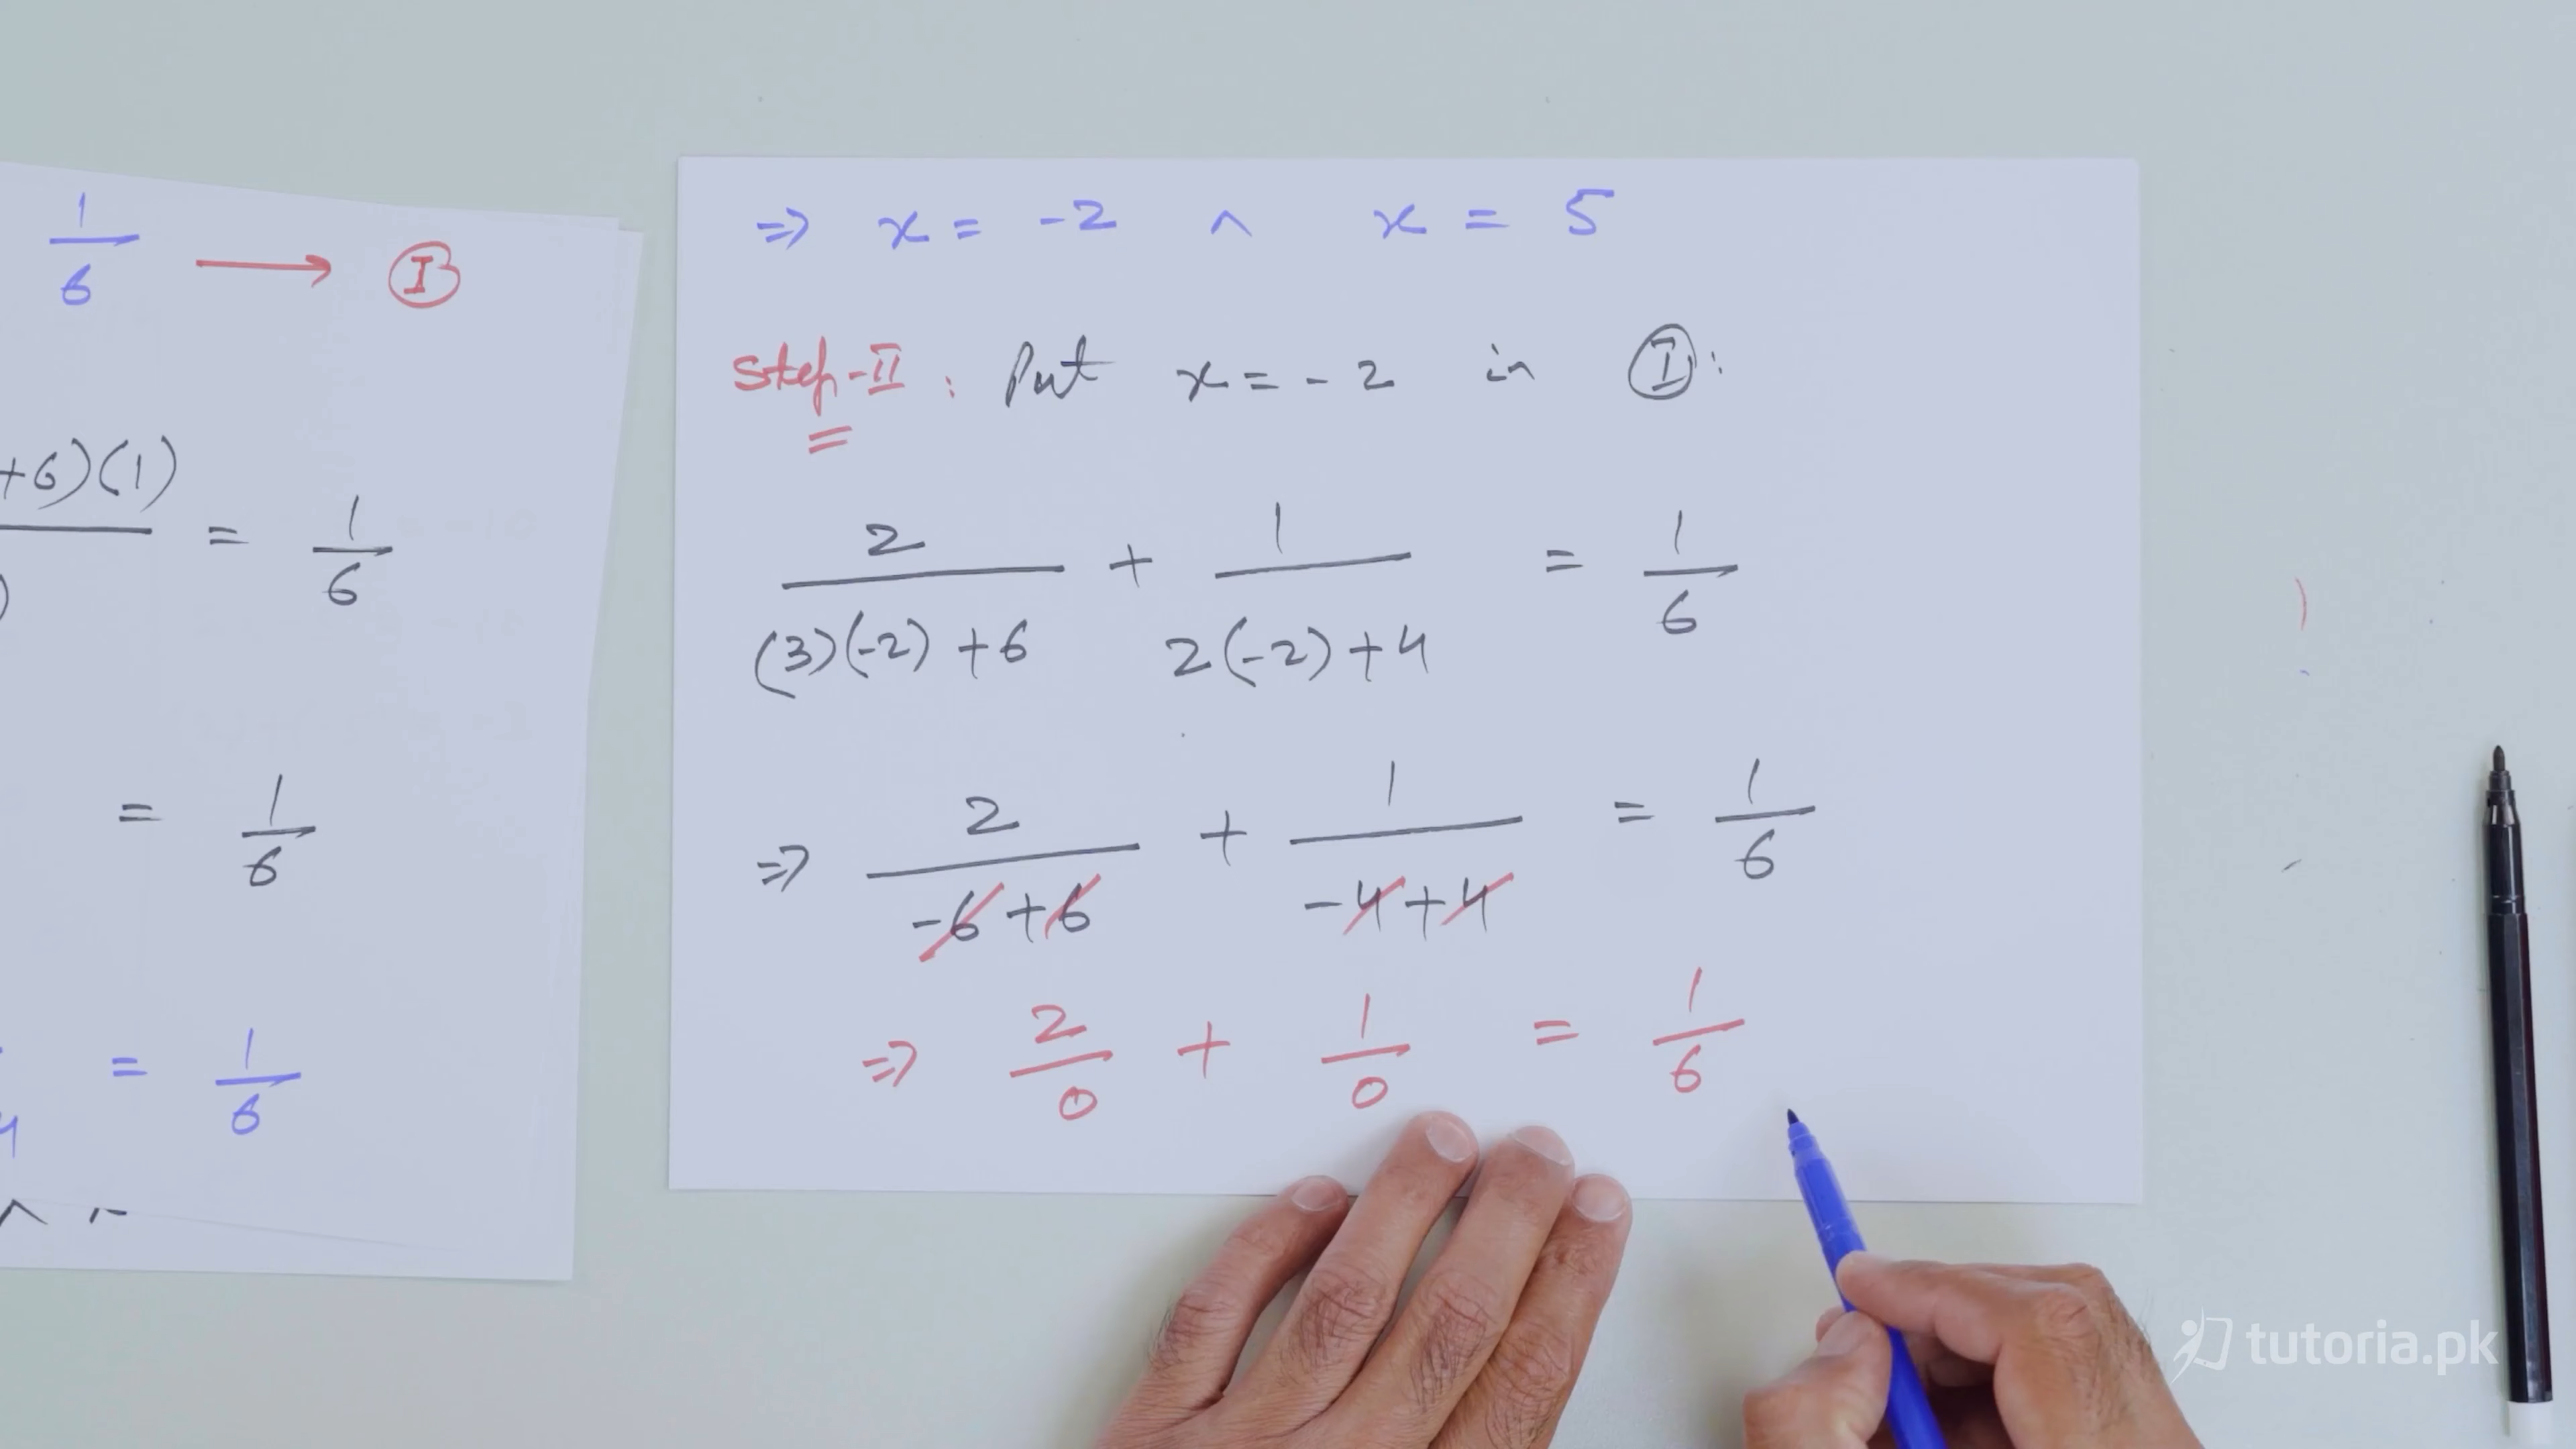 1/6 ⟶ (I)
+6)(1) = 1/6
)
= 1/6
= 1/6
4
⇒ x = -2 ∧ x = 5
Step-II : Put x = -2 in (I):
2/((3)(-2)+6) + 1/(2(-2)+4) = 1/6
⇒ 2/(-6+6) + 1/(-4+4) = 1/6
⇒ 2/0 + 1/0 = 1/6
tutoria.pk